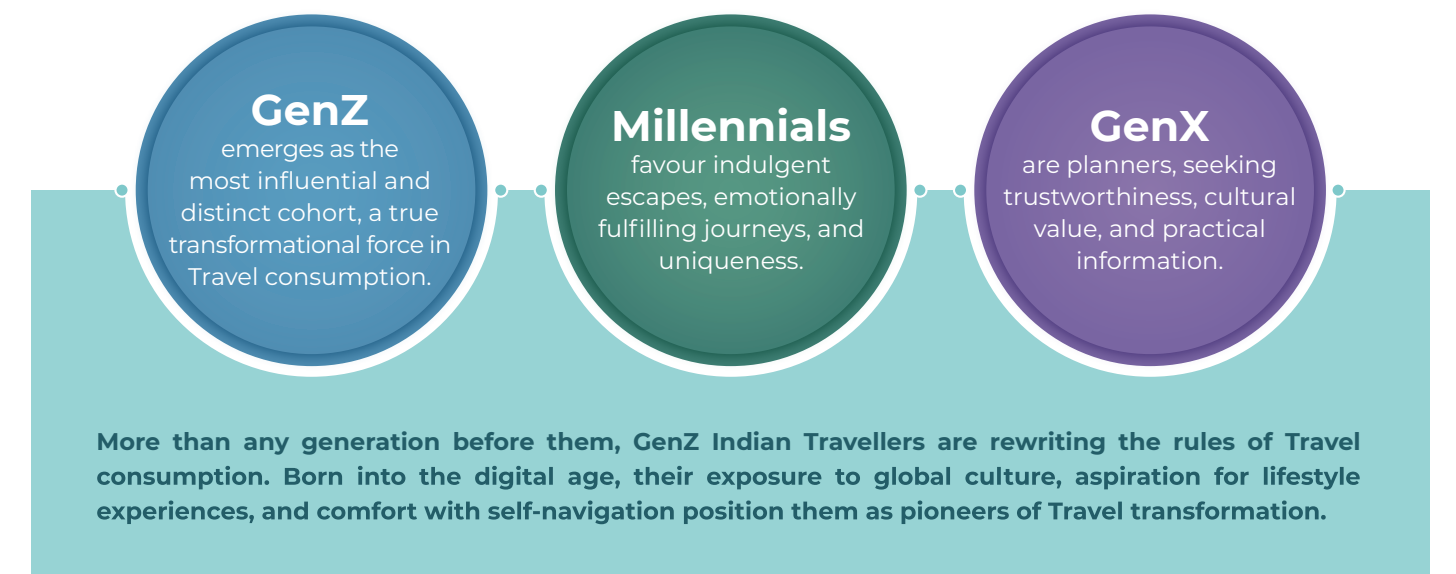 GenZ
emerges as the
most influential and
distinct cohort, a true
transformational force in
Travel consumption.
Millennials
favour indulgent
escapes, emotionally
fulfilling journeys, and
uniqueness.
GenX
are planners, seeking
trustworthiness, cultural
value, and practical
information.
More than any generation before them, GenZ Indian Travellers are rewriting the rules of Travel
consumption. Born into the digital age, their exposure to global culture, aspiration for lifestyle
experiences, and comfort with self-navigation position them as pioneers of Travel transformation.